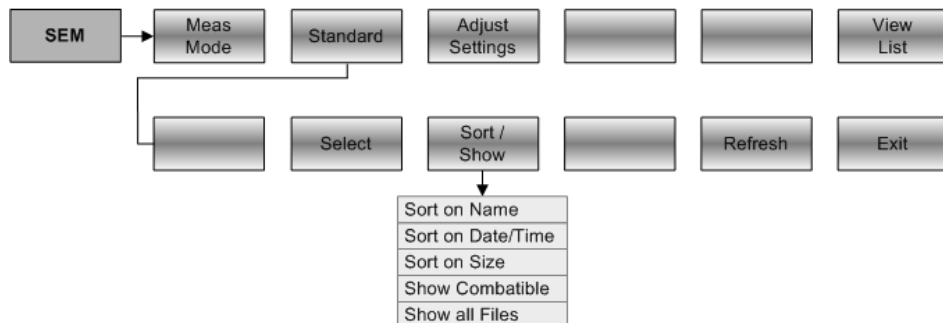 SEM
Meas
Mode
Standard
Adjust
Settings
View
List
Select
Sort /
Show
Refresh
Exit
Sort on Name
Sort on Date/Time
Sort on Size
Show Combatible
Show all Files